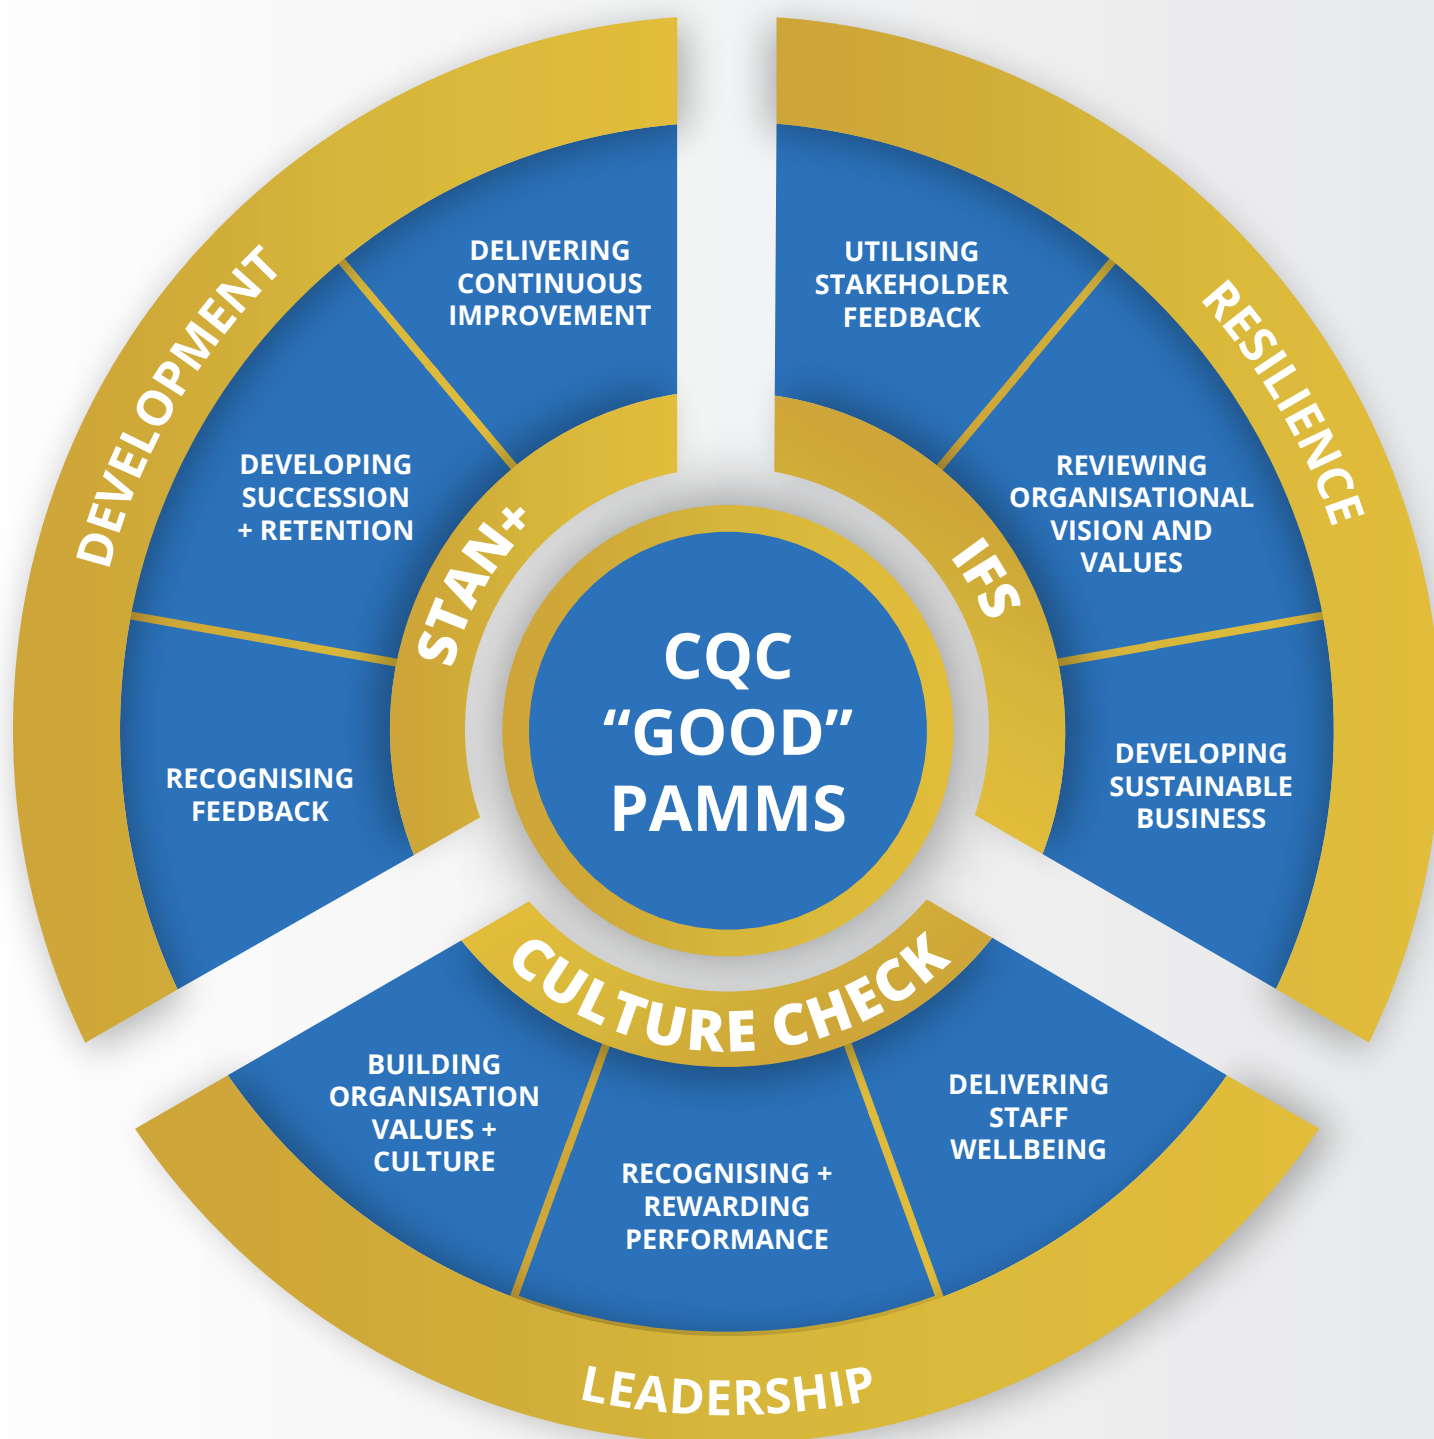 DEVELOPMENT
DELIVERING
CONTINUOUS
IMPROVEMENT
DEVELOPING
SUCCESSION
+ RETENTION
RECOGNISING
FEEDBACK
STAN+
RESILIENCE
UTILISING
STAKEHOLDER
FEEDBACK
REVIEWING
ORGANISATIONAL
VISION AND
VALUES
DEVELOPING
SUSTAINABLE
BUSINESS
IFS
CQC
“GOOD”
PAMMS
CULTURE CHECK
BUILDING
ORGANISATION
VALUES +
CULTURE
RECOGNISING +
REWARDING
PERFORMANCE
DELIVERING
STAFF
WELLBEING
LEADERSHIP